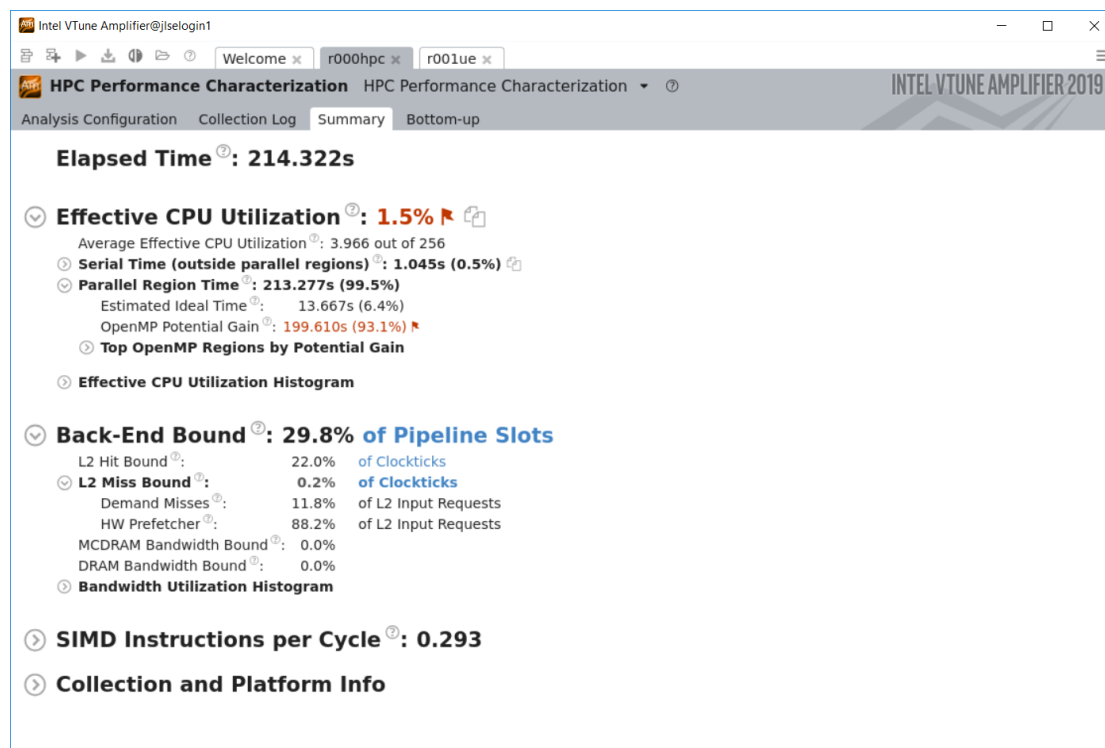 Intel VTune Amplifier@jlselogin1
Welcome × r000hpc × r001ue ×
HPC Performance Characterization HPC Performance Characterization INTEL VTUNE AMPLIFIER 2019
Analysis Configuration Collection Log Summary Bottom-up
Elapsed Time ?: 214.322s
Effective CPU Utilization ?: 1.5%
Average Effective CPU Utilization ?: 3.966 out of 256
Serial Time (outside parallel regions) ?: 1.045s (0.5%)
Parallel Region Time ?: 213.277s (99.5%)
Estimated Ideal Time ?: 13.667s (6.4%)
OpenMP Potential Gain ?: 199.610s (93.1%)
Top OpenMP Regions by Potential Gain
Effective CPU Utilization Histogram
Back-End Bound ?: 29.8% of Pipeline Slots
L2 Hit Bound ?: 22.0% of Clockticks
L2 Miss Bound ?: 0.2% of Clockticks
Demand Misses ?: 11.8% of L2 Input Requests
HW Prefetcher ?: 88.2% of L2 Input Requests
MCDRAM Bandwidth Bound ?: 0.0%
DRAM Bandwidth Bound ?: 0.0%
Bandwidth Utilization Histogram
SIMD Instructions per Cycle ?: 0.293
Collection and Platform Info